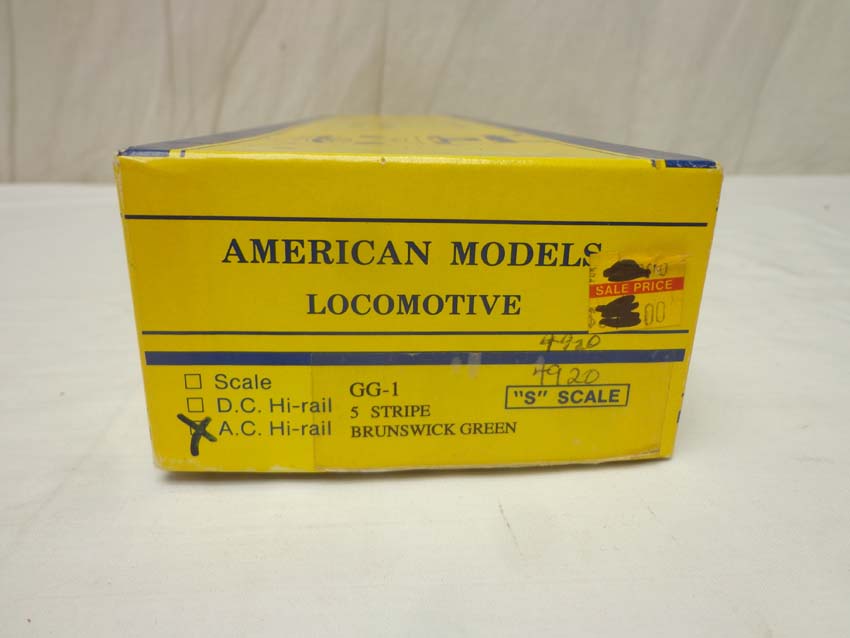 AMERICAN MODELS
LOCOMOTIVE
SALE PRICE
00
4920
4920
"S" SCALE
☐ Scale
☐ D.C. Hi-rail
☒ A.C. Hi-rail
GG-1
5 STRIPE
BRUNSWICK GREEN